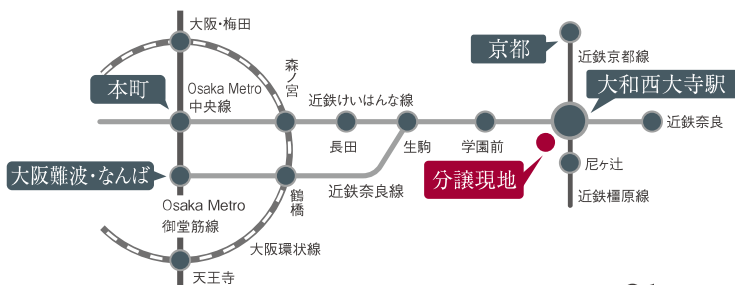 大阪・梅田
京都
近鉄京都線
森ノ宮
本町
Osaka Metro
中央線
近鉄けいはんな線
大和西大寺駅
長田
生駒
学園前
近鉄奈良
大阪難波・なんば
分譲現地
尼ヶ辻
鶴橋
近鉄奈良線
近鉄橿原線
Osaka Metro
御堂筋線
大阪環状線
天王寺